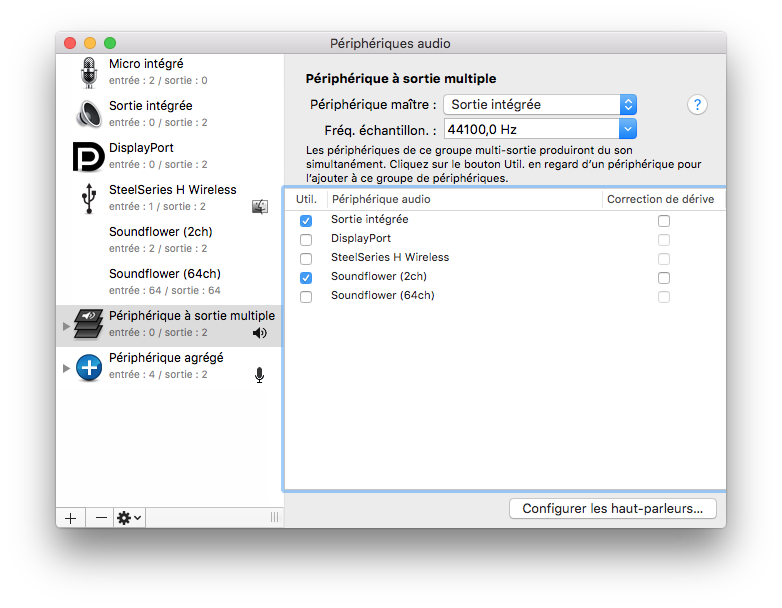 Périphériques audio
Micro intégré
entrée : 2 / sortie : 0
Sortie intégrée
entrée : 0 / sortie : 2
DisplayPort
entrée : 0 / sortie : 2
SteelSeries H Wireless
entrée : 1 / sortie : 2
Soundflower (2ch)
entrée : 2 / sortie : 2
Soundflower (64ch)
entrée : 64 / sortie : 64
Périphérique à sortie multiple
entrée : 0 / sortie : 2
Périphérique agrégé
entrée : 4 / sortie : 2
Périphérique à sortie multiple
Périphérique maître : Sortie intégrée
?
Fréq. échantillon. : 44100,0 Hz
Les périphériques de ce groupe multi-sortie produiront du son
simultanément. Cliquez sur le bouton Util. en regard d’un périphérique pour
l’ajouter à ce groupe de périphériques.
Util. Périphérique audio Correction de dérive
Sortie intégrée
DisplayPort
SteelSeries H Wireless
Soundflower (2ch)
Soundflower (64ch)
Configurer les haut-parleurs...